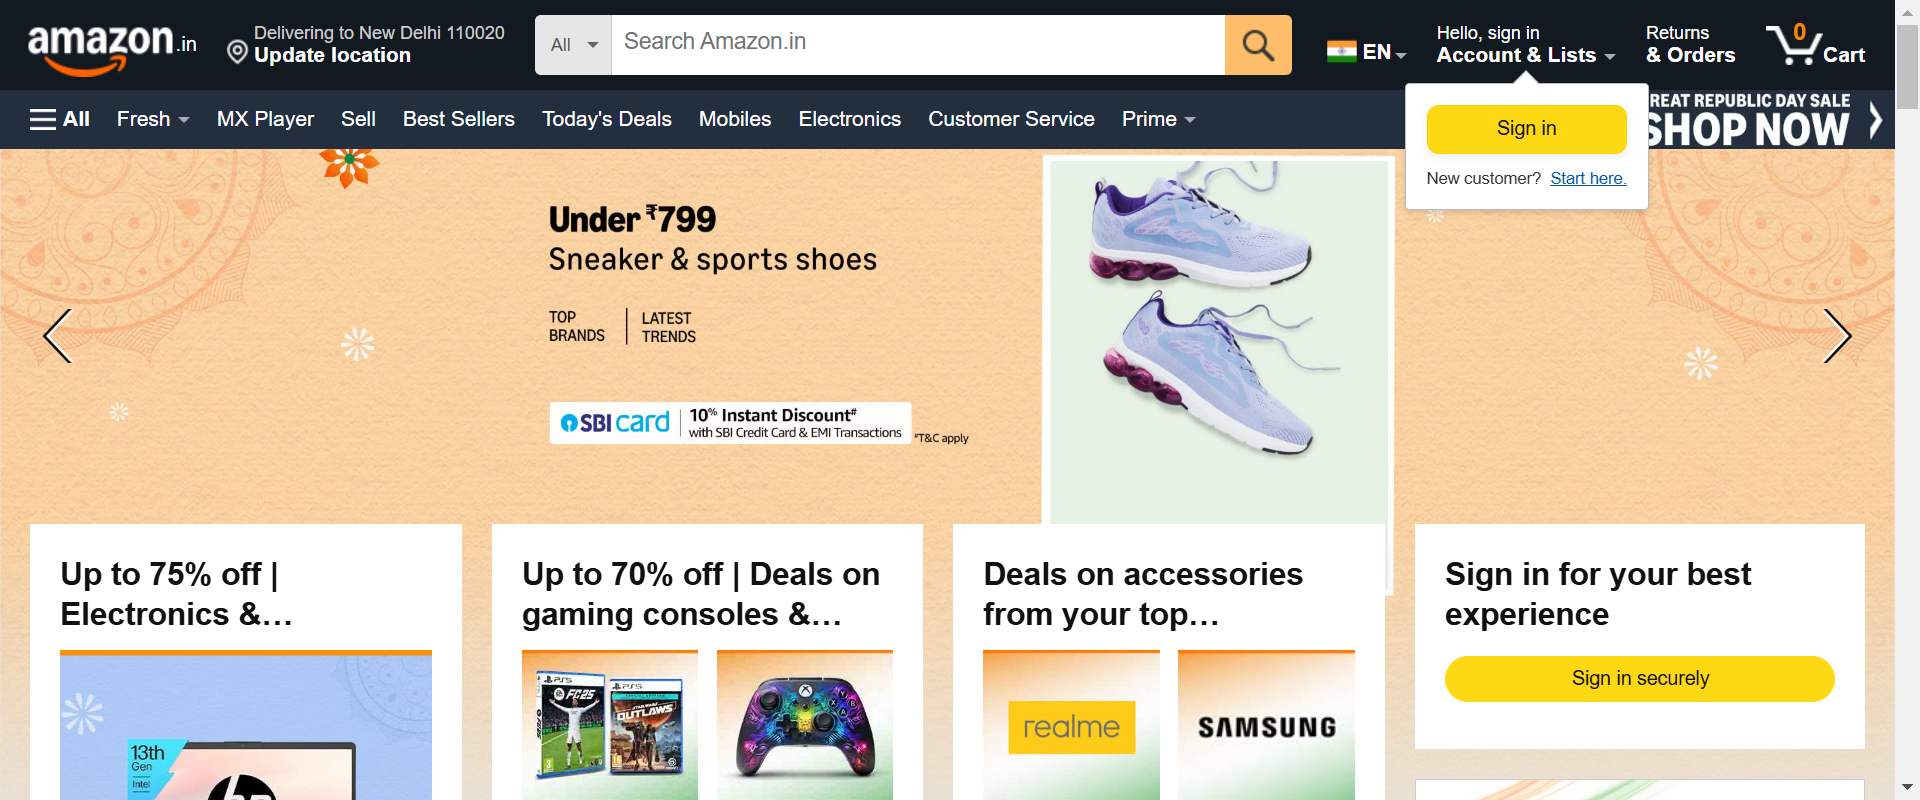 amazon.in
Delivering to New Delhi 110020
Update location
All
Search Amazon.in
EN
Hello, sign in
Account & Lists
Returns
& Orders
0
Cart
All
Fresh
MX Player
Sell
Best Sellers
Today's Deals
Mobiles
Electronics
Customer Service
Prime
REAT REPUBLIC DAY SALE
SHOP NOW
Sign in
New customer? Start here.
Under ₹799
Sneaker & sports shoes
TOP
BRANDS
LATEST
TRENDS
SBI card
10% Instant Discount#
with SBI Credit Card & EMI Transactions
#T&C apply
Up to 75% off |
Electronics &...
Up to 70% off | Deals on
gaming consoles &...
Deals on accessories
from your top...
Sign in for your best
experience
Sign in securely
13th
Gen
Intel
hp
PS5
FC25
PS5
STAR WARS
OUTLAWS
Y
X
B
A
realme
SAMSUNG